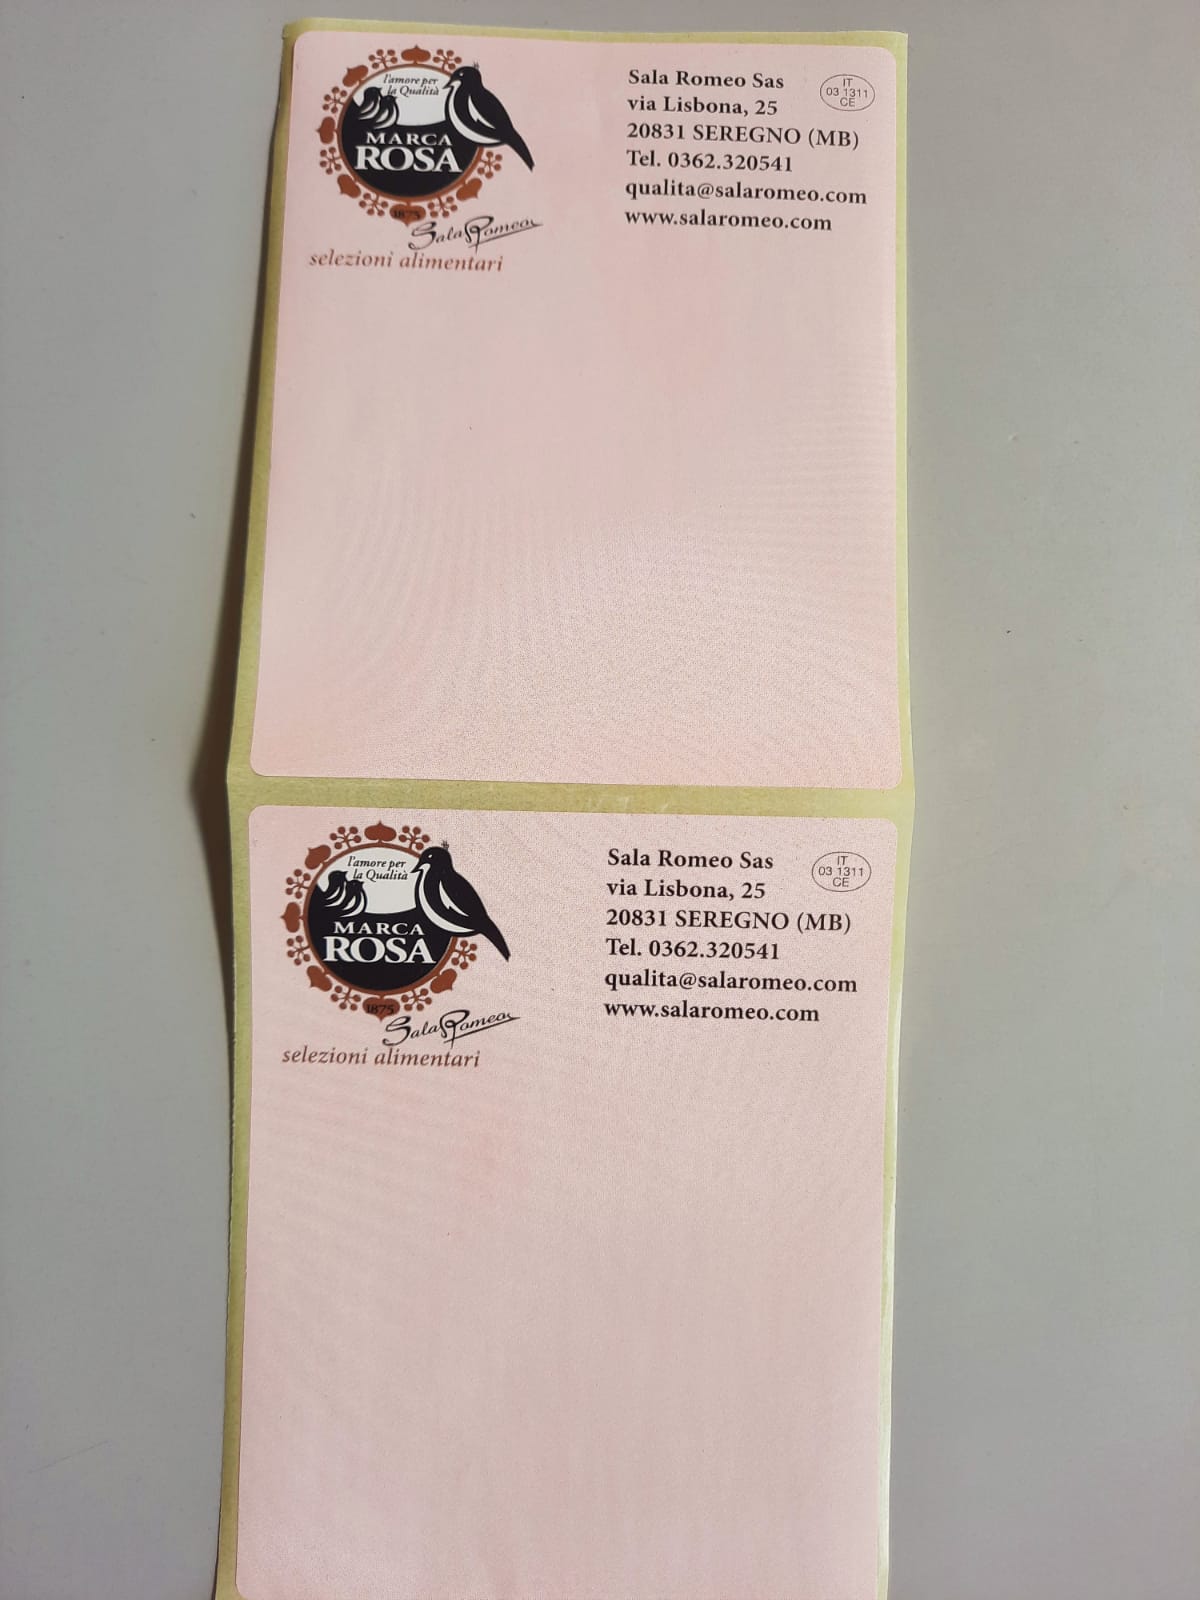 l'amore per
la Qualità
MARCA
ROSA
1875
Sala Romeo
selezioni alimentari
Sala Romeo Sas
via Lisbona, 25
20831 SEREGNO (MB)
Tel. 0362.320541
qualita@salaromeo.com
www.salaromeo.com
IT
03 1311
CE
l'amore per
la Qualità
MARCA
ROSA
1875
Sala Romeo
selezioni alimentari
Sala Romeo Sas
via Lisbona, 25
20831 SEREGNO (MB)
Tel. 0362.320541
qualita@salaromeo.com
www.salaromeo.com
IT
03 1311
CE